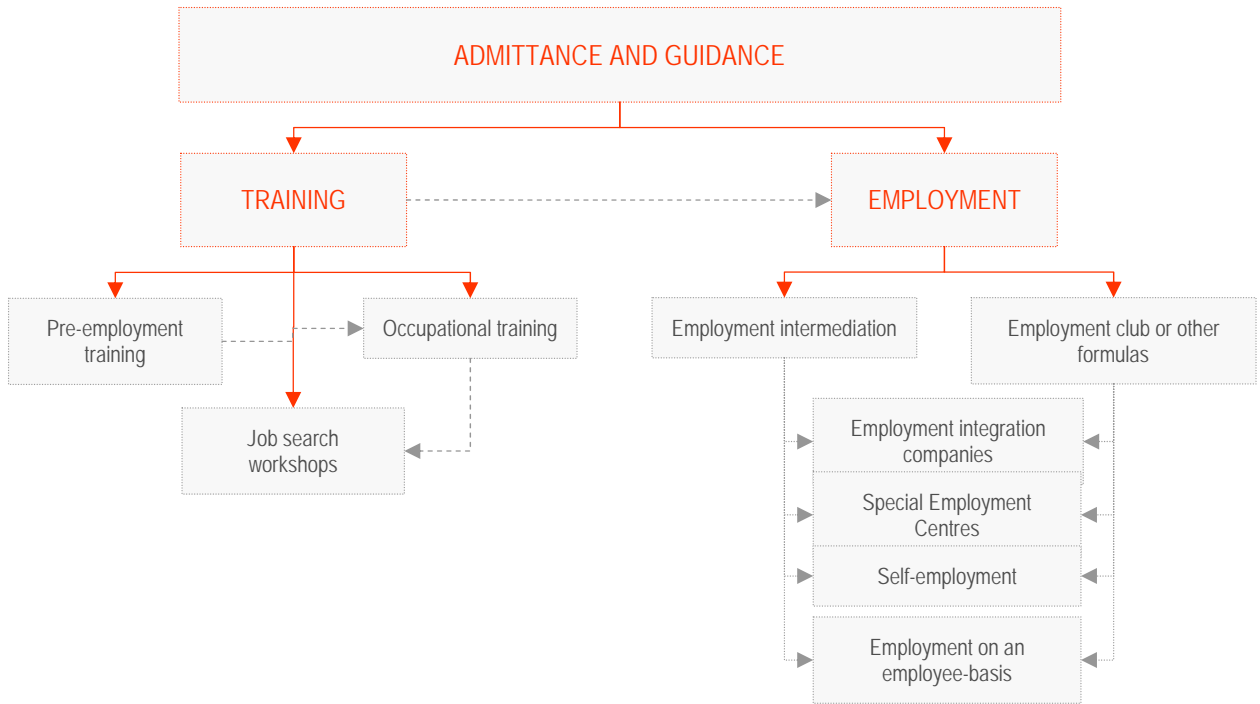 ADMITTANCE AND GUIDANCE
TRAINING
EMPLOYMENT
Pre-employment
training
Occupational training
Employment intermediation
Employment club or other
formulas
Job search
workshops
Employment integration
companies
Special Employment
Centres
Self-employment
Employment on an
employee-basis